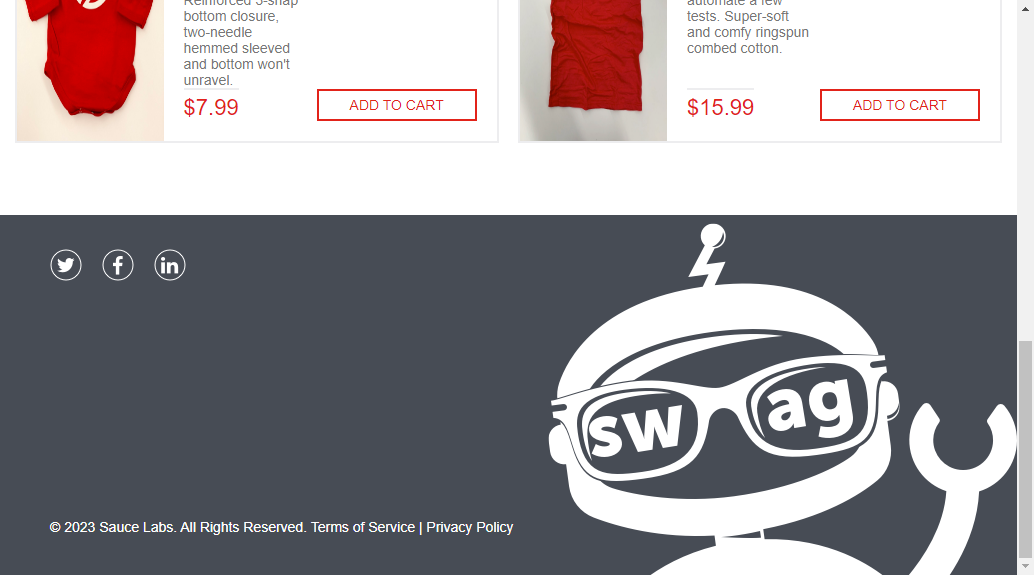 Reinforced 3-snap
bottom closure,
two-needle
hemmed sleeved
and bottom won't
unravel.
$7.99
ADD TO CART
automate a few
tests. Super-soft
and comfy ringspun
combed cotton.
$15.99
ADD TO CART
swag
© 2023 Sauce Labs. All Rights Reserved. Terms of Service | Privacy Policy